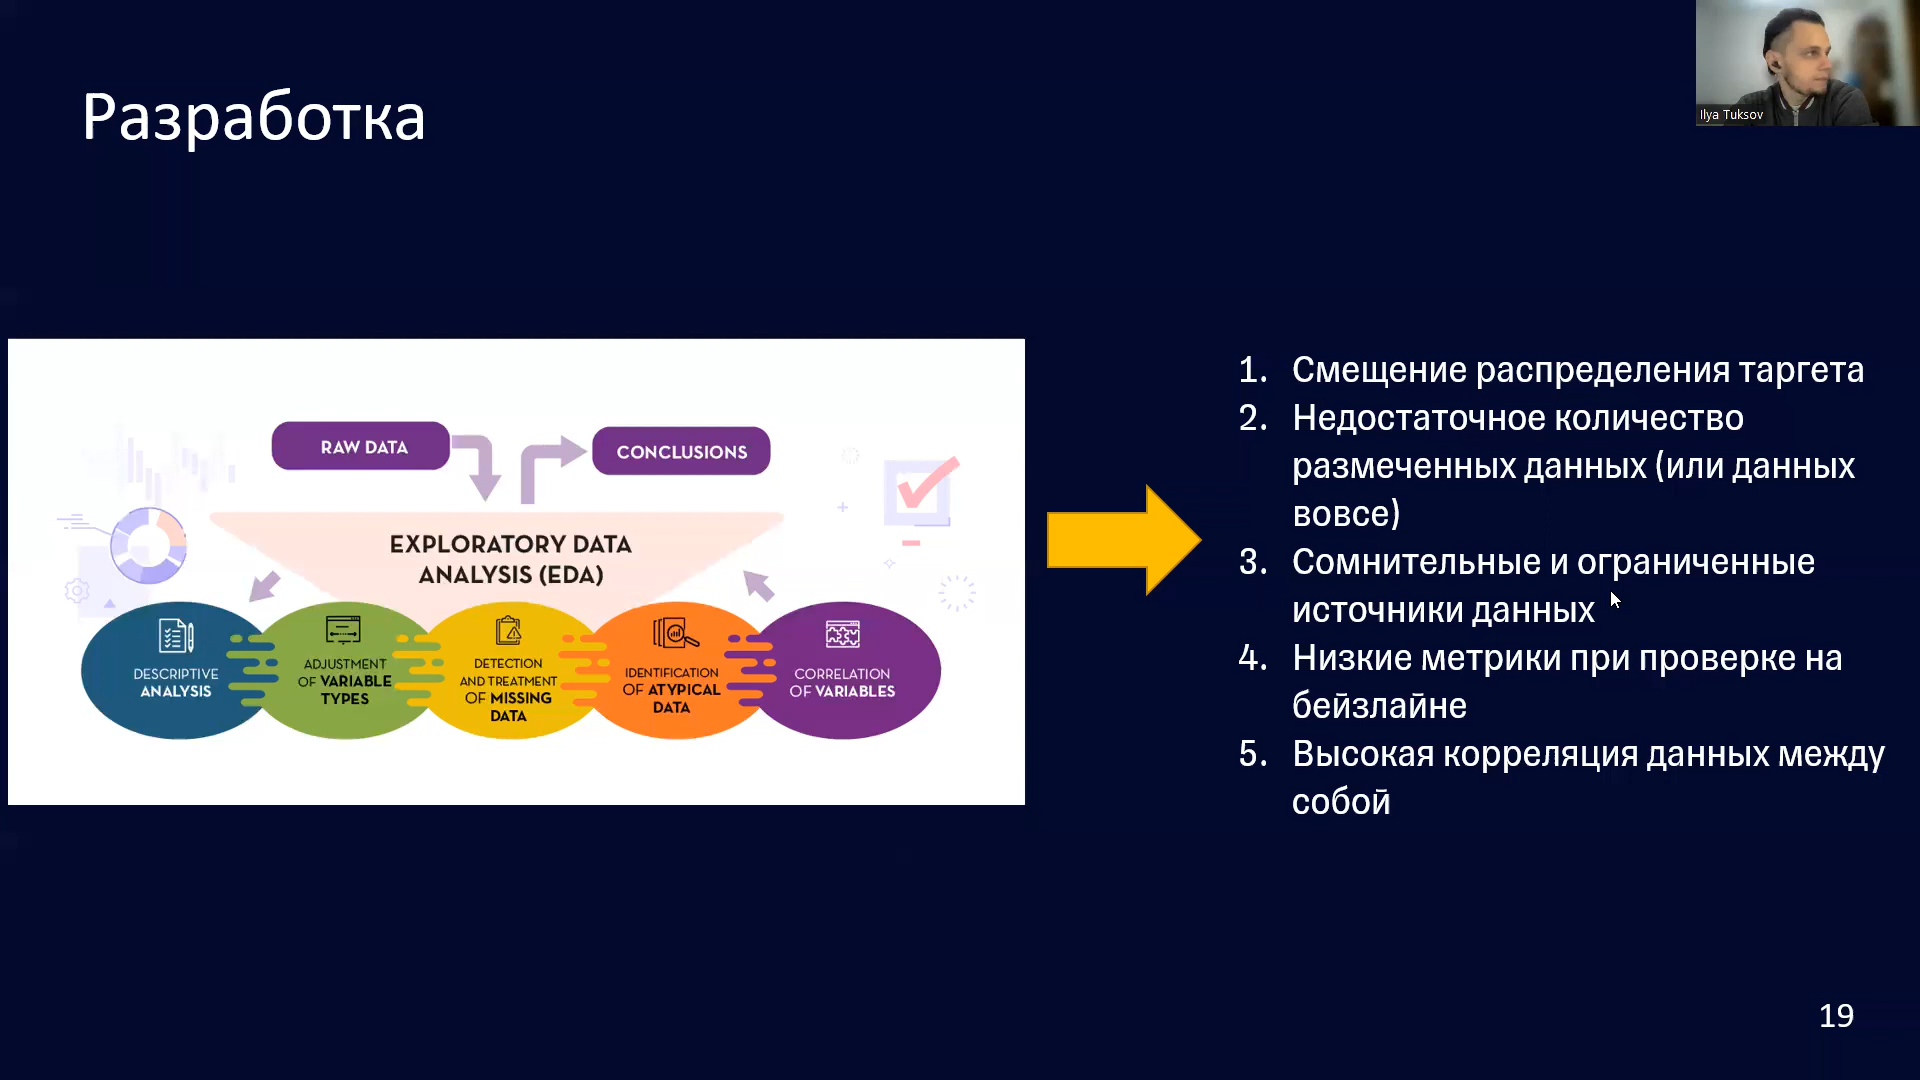 Разработка
Ilya Tuksov
RAW DATA
CONCLUSIONS
EXPLORATORY DATA
ANALYSIS (EDA)
DESCRIPTIVE
ANALYSIS
ADJUSTMENT
OF VARIABLE
TYPES
DETECTION
AND TREATMENT
OF MISSING
DATA
IDENTIFICATION
OF ATYPICAL
DATA
CORRELATION
OF VARIABLES
1. Смещение распределения таргета
2. Недостаточное количество
размеченных данных (или данных
вовсе)
3. Сомнительные и ограниченные
источники данных
4. Низкие метрики при проверке на
бейзлайне
5. Высокая корреляция данных между
собой
19